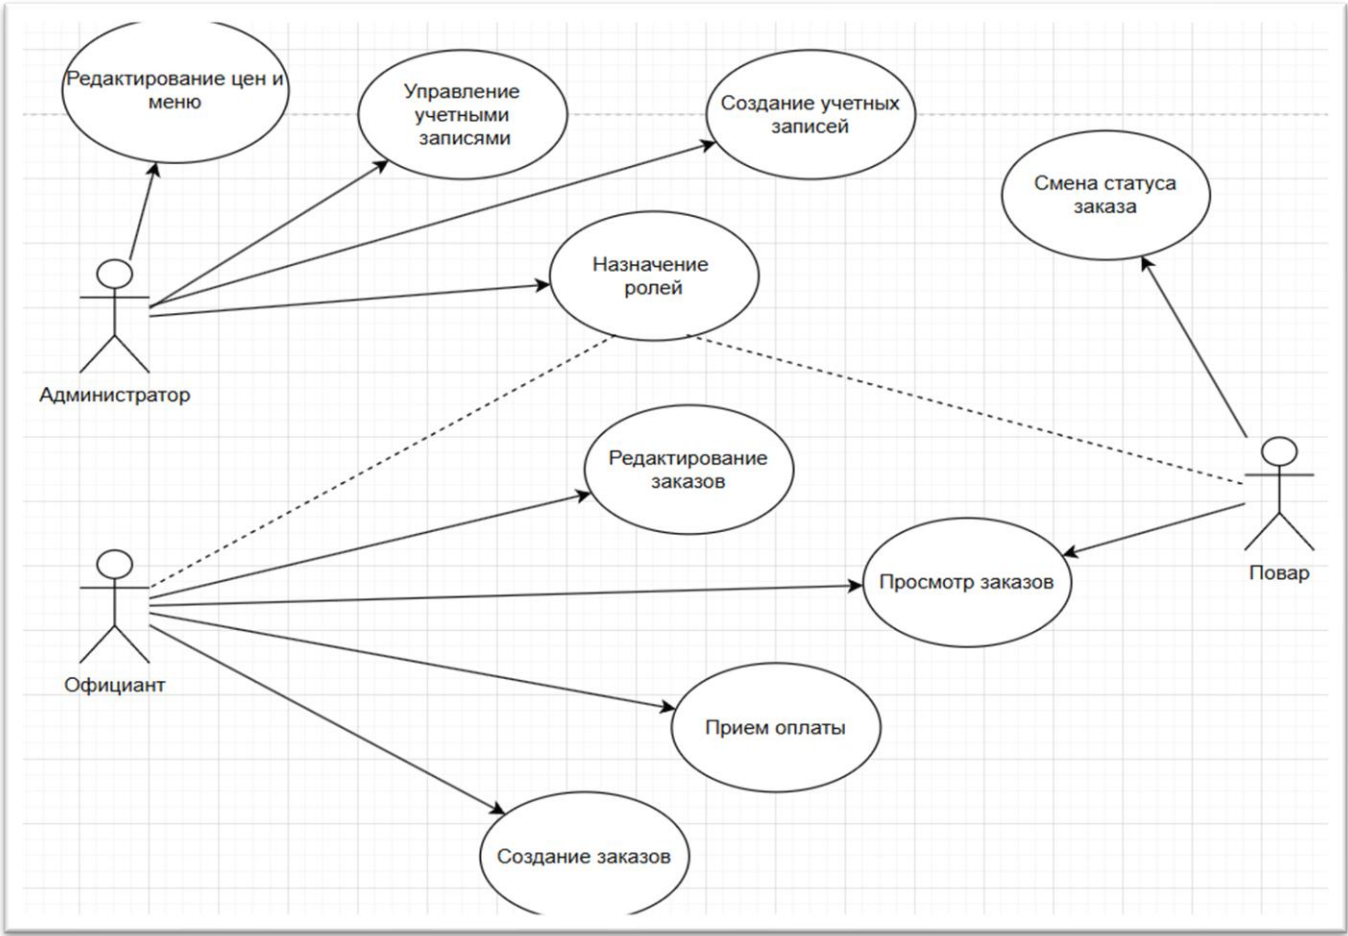 Редактирование цен и
меню
Управление
учетными
записями
Создание учетных
записей
Смена статуса
заказа
Назначение
ролей
Администратор
Редактирование
заказов
Просмотр заказов
Повар
Официант
Прием оплаты
Создание заказов